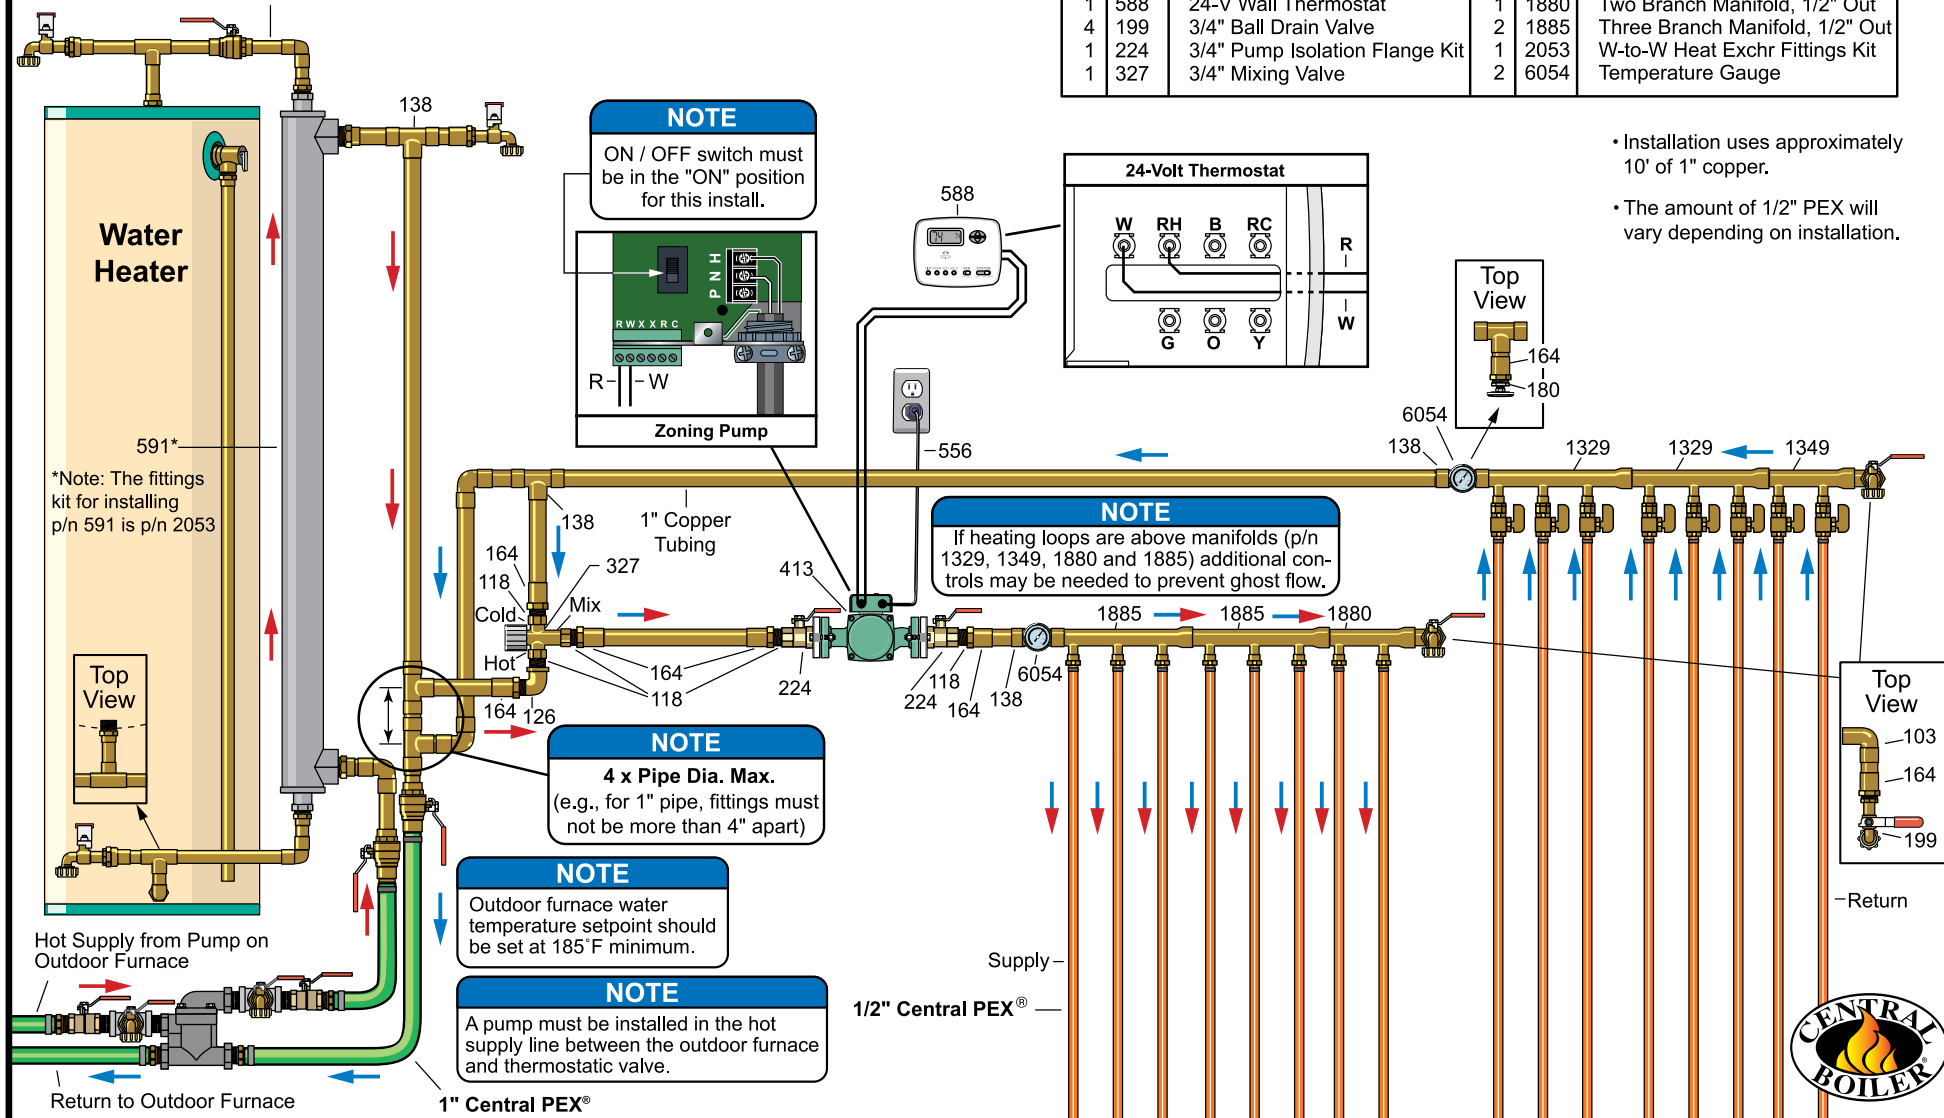 1 588 24-V Wall Thermostat 1 1880 Two Branch Manifold, 1/2" Out
4 199 3/4" Ball Drain Valve 2 1885 Three Branch Manifold, 1/2" Out
1 224 3/4" Pump Isolation Flange Kit 1 2053 W-to-W Heat Exchr Fittings Kit
1 327 3/4" Mixing Valve 2 6054 Temperature Gauge
• Installation uses approximately
10' of 1" copper.
• The amount of 1/2" PEX will
vary depending on installation.
138
NOTE
ON / OFF switch must
be in the "ON" position
for this install.
P N H
R W X X R C
R W
Zoning Pump
588
24-Volt Thermostat
W RH B RC
R
W
G O Y
Top
View
164
180
Water
Heater
591*
*Note: The fittings
kit for installing
p/n 591 is p/n 2053
556
6054
138 1329 1329 1349
138
1" Copper
Tubing
NOTE
If heating loops are above manifolds (p/n
1329, 1349, 1880 and 1885) additional con-
trols may be needed to prevent ghost flow.
164
118
327
Cold
Mix
Hot
413
164
118
164 126
224
224 118 164 138 6054
1885 1885 1880
Top
View
103
164
199
Top
View
NOTE
4 x Pipe Dia. Max.
(e.g., for 1" pipe, fittings must
not be more than 4" apart)
NOTE
Outdoor furnace water
temperature setpoint should
be set at 185°F minimum.
NOTE
A pump must be installed in the hot
supply line between the outdoor furnace
and thermostatic valve.
Hot Supply from Pump on
Outdoor Furnace
Return to Outdoor Furnace
1" Central PEX®
Supply
1/2" Central PEX®
Return
CENTRAL
BOILER®